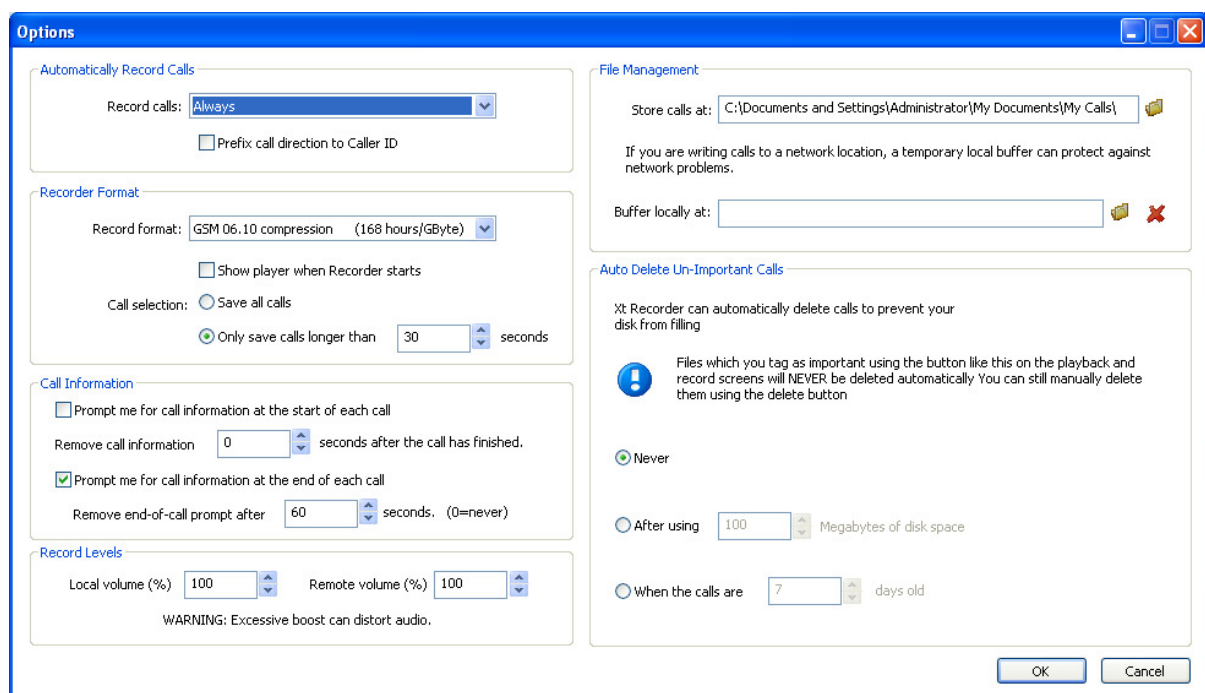 Options
Automatically Record Calls
Record calls: Always
Prefix call direction to Caller ID
Recorder Format
Record format: GSM 06.10 compression (168 hours/GByte)
Show player when Recorder starts
Call selection: Save all calls
Only save calls longer than 30 seconds
Call Information
Prompt me for call information at the start of each call
Remove call information 0 seconds after the call has finished.
Prompt me for call information at the end of each call
Remove end-of-call prompt after 60 seconds. (0=never)
Record Levels
Local volume (%) 100 Remote volume (%) 100
WARNING: Excessive boost can distort audio.
File Management
Store calls at: C:\Documents and Settings\Administrator\My Documents\My Calls\
If you are writing calls to a network location, a temporary local buffer can protect against
network problems.
Buffer locally at:
Auto Delete Un-Important Calls
Xt Recorder can automatically delete calls to prevent your
disk from filling
Files which you tag as important using the button like this on the playback and
record screens will NEVER be deleted automatically You can still manually delete
them using the delete button
Never
After using 100 Megabytes of disk space
When the calls are 7 days old
OK Cancel